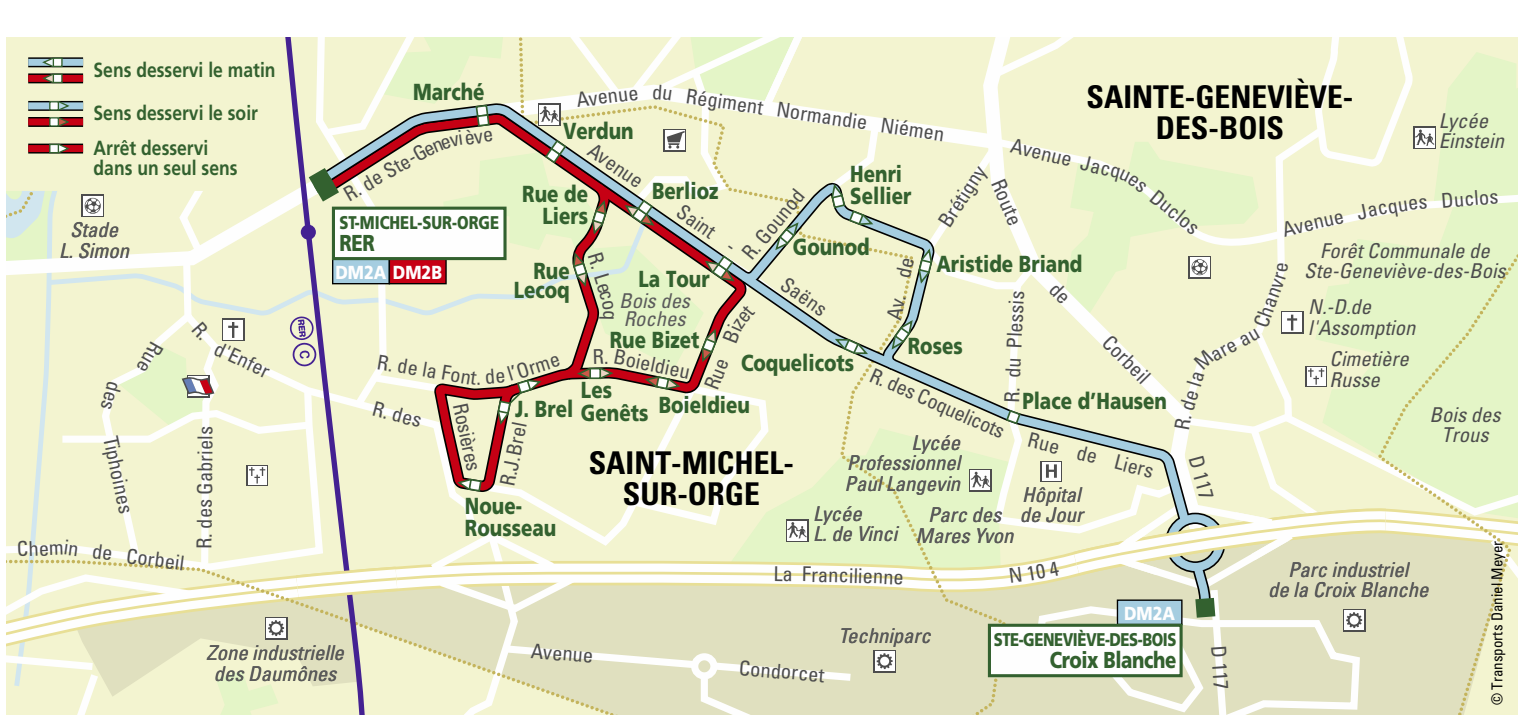 Sens desservi le matin
Sens desservi le soir
Arrêt desservi
dans un seul sens
Marché
Verdun
Avenue du Régiment Normandie Niémen
SAINTE-GENEVIÈVE-
DES-BOIS
Lycée
Einstein
R. de Ste-Geneviève
Avenue Saint - Saëns
Avenue Jacques Duclos
Avenue Jacques Duclos
Stade
L. Simon
ST-MICHEL-SUR-ORGE
RER
DM2A DM2B
Rue de
Liers
Berlioz
Henri
Sellier
R. Gounod
Gounod
Av. de Brétigny
Route de Corbeil
Aristide Briand
Forêt Communale de
Ste-Geneviève-des-Bois
Rue
Lecoq
R. Lecoq
La Tour
Bois des
Roches
Rue Bizet
Rue Bizet
R. du Plessis
R. de la Mare au Chanvre
N.-D.de
l'Assomption
Cimetière
Russe
RER C
R. d'Enfer
Rue des Tiphoines
R. des Gabriels
R. de la Font. de l'Orme
R. Boieldieu
Coquelicots
Roses
R. des Coquelicots
Place d'Hausen
R. des Rosières
J. Brel
R.J.Brel
Les
Genêts
Boieldieu
Bois des
Trous
SAINT-MICHEL-
SUR-ORGE
Noue-
Rousseau
Lycée
Professionnel
Paul Langevin
Rue de Liers
D 117
H
Hôpital
de Jour
Lycée
L. de Vinci
Parc des
Mares Yvon
Chemin de Corbeil
La Francilienne
N 104
Parc industriel
de la Croix Blanche
DM2A
STE-GENEVIÈVE-DES-BOIS
Croix Blanche
Techniparc
Zone industrielle
des Daumônes
Avenue Condorcet
D 117
© Transports Daniel Meyer